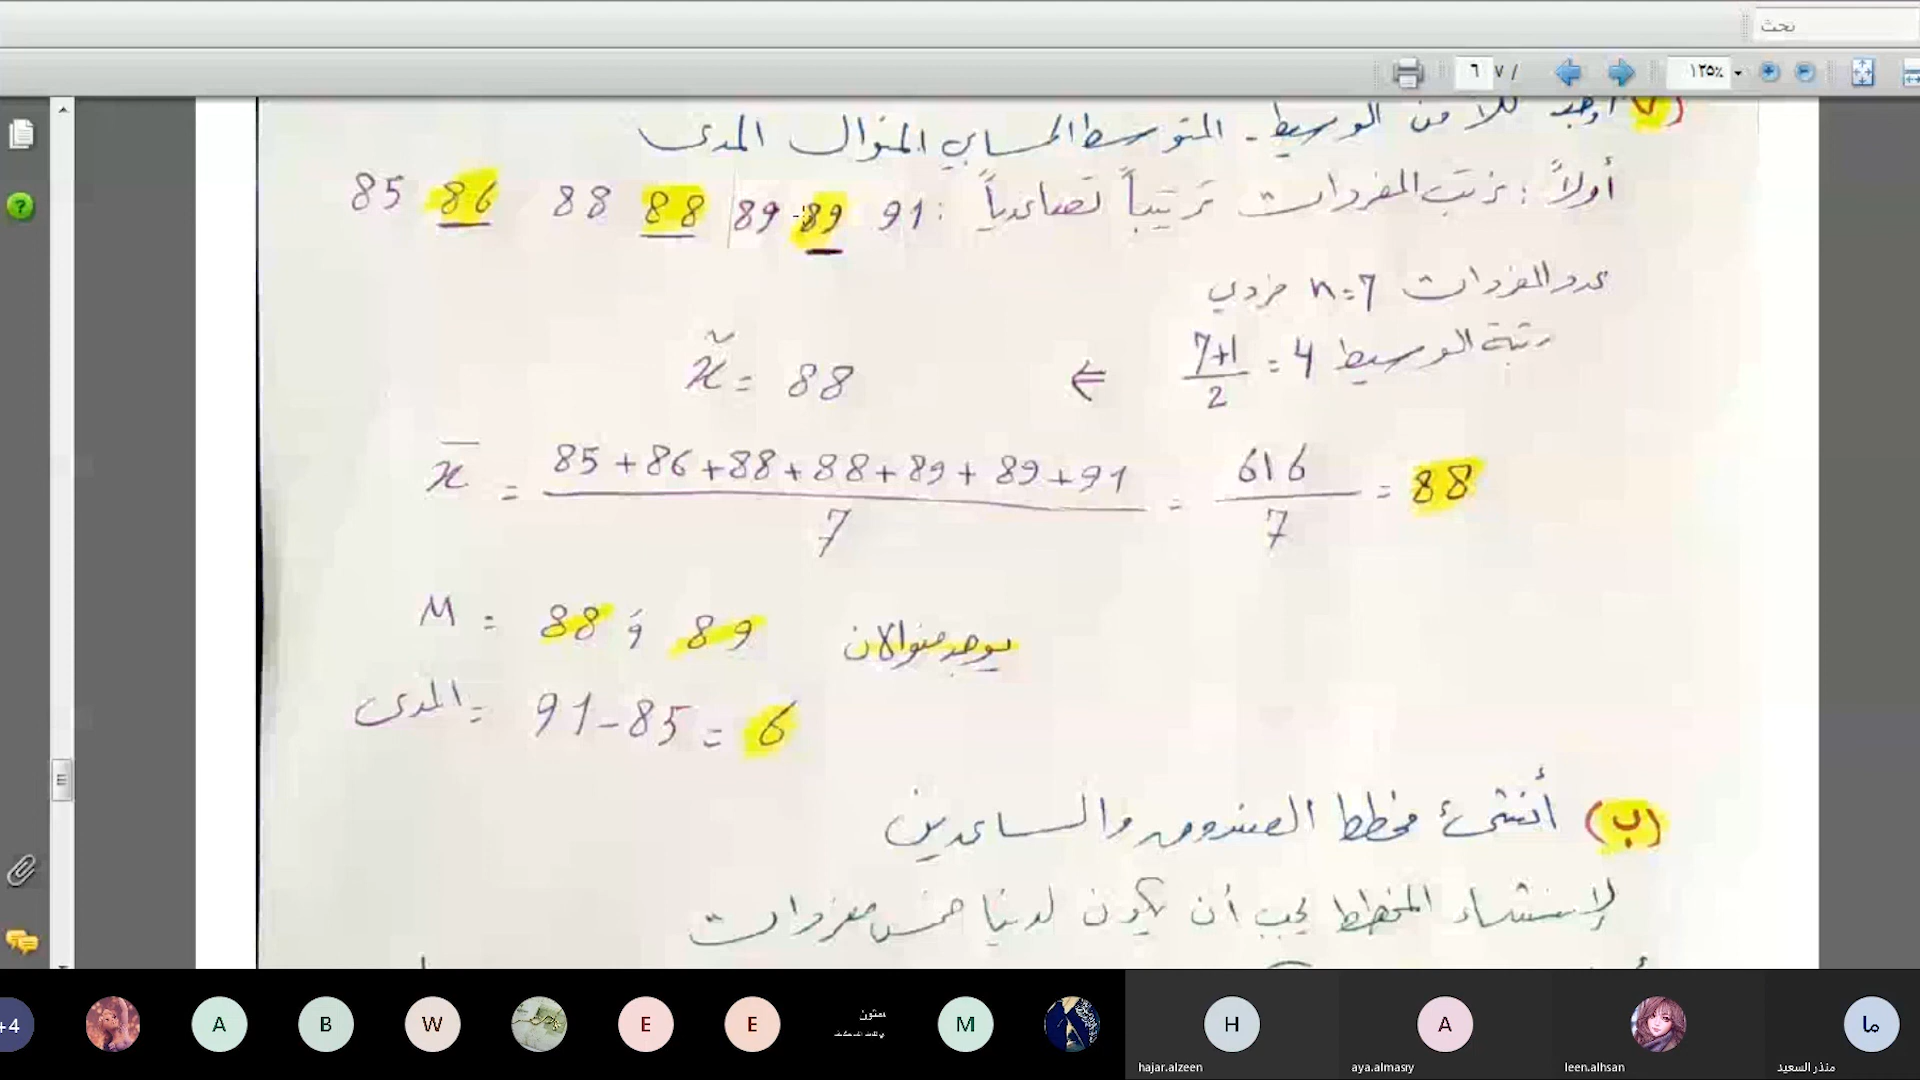 بحث
٦ / ٧
١٢٥٪
أوجد كلاً من الوسيط - المتوسط الحسابي المنوال المدى
أولاً: نرتب المفردات ترتيباً تصاعدياً: 85 86 88 88 89 89 91
عدد المفردات n=7 فردي
رتبة الوسيط 4 = 7+1/2 ⇐ x̃ = 88
x̄ = 85+86+88+88+89+89+91/7 = 616/7 = 88
M = 88 و 89 يوجد منوالان
المدى = 91-85 = 6
ب) أنشئ مخطط الصندوق والساعدين
لإنشاء المخطط يجب أن يكون لدينا خمس مفردات
+4
A
B
W
E
E
M
H
hajar.alzeen
A
aya.almasry
leen.alhsan
ما
منذر السعيد